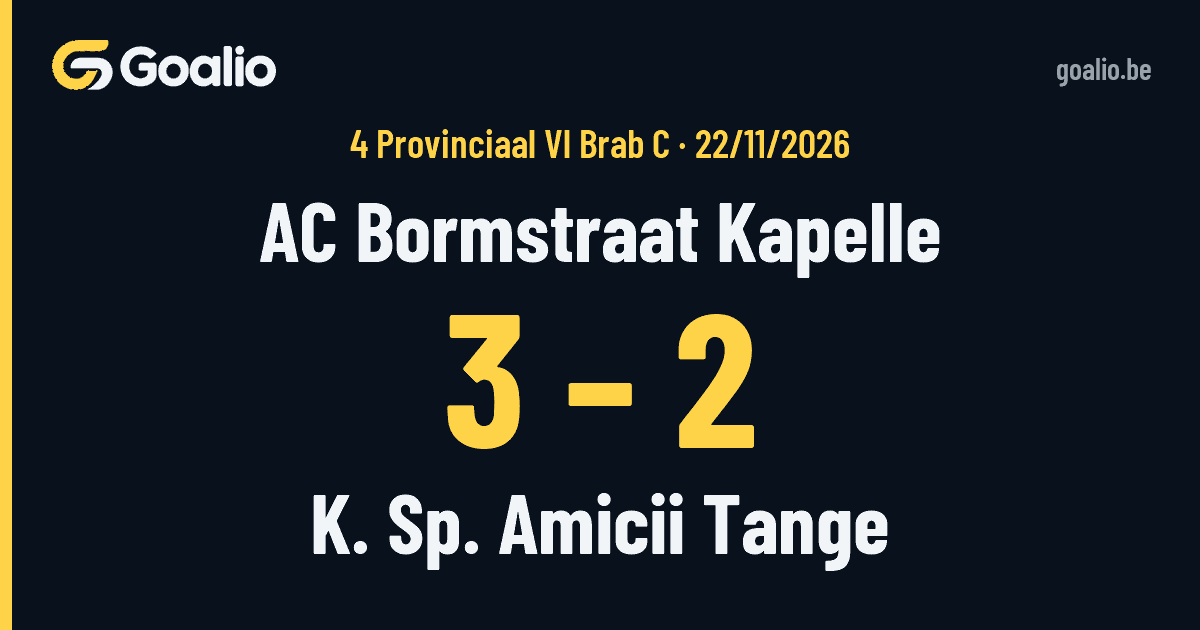 Goalio
goalio.be
4 Provinciaal Vl Brab C · 22/11/2026
AC Bormstraat Kapelle
3 – 2
K. Sp. Amicii Tange